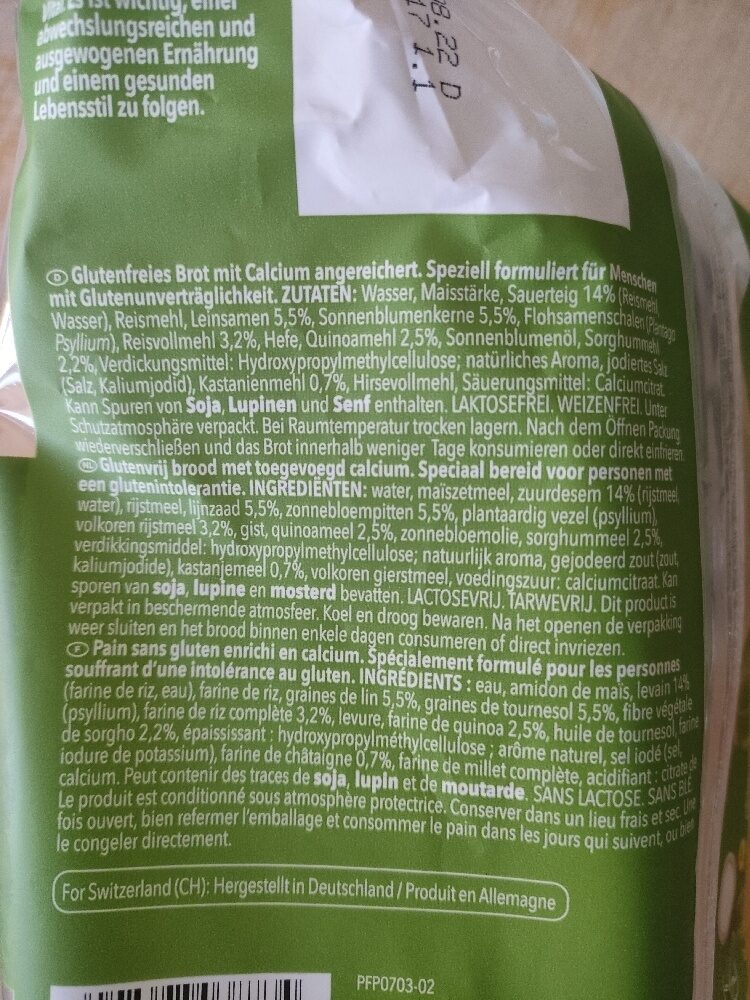 Vital ES ist wichtig, einer
abwechslungsreichen und
ausgewogenen Ernährung
und einem gesunden
Lebensstil zu folgen.
8.22 D
17 1.1
D Glutenfreies Brot mit Calcium angereichert. Speziell formuliert für Menschen
mit Glutenunverträglichkeit. ZUTATEN: Wasser, Maisstärke, Sauerteig 14% (Reismehl,
Wasser), Reismehl, Leinsamen 5,5%, Sonnenblumenkerne 5,5%, Flohsamenschalen (Plantago
Psyllium), Reisvollmehl 3,2%, Hefe, Quinoamehl 2,5%, Sonnenblumenöl, Sorghummehl
2,2%, Verdickungsmittel: Hydroxypropylmethylcellulose; natürliches Aroma, jodiertes Salz
(Salz, Kaliumjodid), Kastanienmehl 0,7%, Hirsevollmehl, Säuerungsmittel: Calciumcitrat.
Kann Spuren von Soja, Lupinen und Senf enthalten. LAKTOSEFREI. WEIZENFREI. Unter
Schutzatmosphäre verpackt. Bei Raumtemperatur trocken lagern. Nach dem Öffnen Packung
wiederverschließen und das Brot innerhalb weniger Tage konsumieren oder direkt einfrieren.
NL Glutenvrij brood met toegevoegd calcium. Speciaal bereid voor personen met
een glutenintolerantie. INGREDIËNTEN: water, maïszetmeel, zuurdesem 14% (rijstmeel,
water), rijstmeel, lijnzaad 5,5%, zonnebloempitten 5,5%, plantaardig vezel (psyllium),
volkoren rijstmeel 3,2%, gist, quinoameel 2,5%, zonnebloemolie, sorghummeel 2,5%,
verdikkingsmiddel: hydroxypropylmethylcellulose; natuurlijk aroma, gejodeerd zout (zout,
kaliumjodide), kastanjemeel 0,7%, volkoren gierstmeel, voedingszuur: calciumcitraat. Kan
sporen van soja, lupine en mosterd bevatten. LACTOSEVRIJ. TARWEVRIJ. Dit product is
verpakt in beschermende atmosfeer. Koel en droog bewaren. Na het openen de verpakking
weer sluiten en het brood binnen enkele dagen consumeren of direct invriezen.
F Pain sans gluten enrichi en calcium. Spécialement formulé pour les personnes
souffrant d'une intolérance au gluten. INGRÉDIENTS : eau, amidon de maïs, levain 14%
(farine de riz, eau), farine de riz, graines de lin 5,5%, graines de tournesol 5,5%, fibre végétale
(psyllium), farine de riz complète 3,2%, levure, farine de quinoa 2,5%, huile de tournesol, farine
de sorgho 2,2%, épaississant : hydroxypropylméthylcellulose ; arôme naturel, sel iodé (sel,
iodure de potassium), farine de châtaigne 0,7%, farine de millet complète, acidifiant : citrate de
calcium. Peut contenir des traces de soja, lupin et de moutarde. SANS LACTOSE. SANS BLÉ.
Le produit est conditionné sous atmosphère protectrice. Conserver dans un lieu frais et sec. Une
fois ouvert, bien refermer l'emballage et consommer le pain dans les jours qui suivent, ou bien
le congeler directement.
For Switzerland (CH): Hergestellt in Deutschland / Produit en Allemagne
PFP0703-02